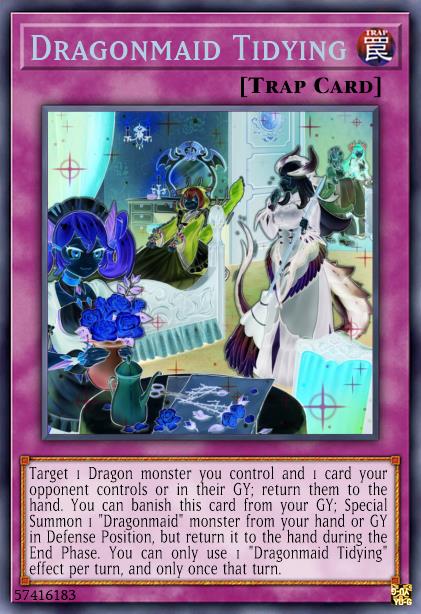 DRAGONMAID TIDYING
TRAP
罠
[TRAP CARD]
Target 1 Dragon monster you control and 1 card your
opponent controls or in their GY; return them to the
hand. You can banish this card from your GY; Special
Summon 1 "Dragonmaid" monster from your hand or GY
in Defense Position, but return it to the hand during the
End Phase. You can only use 1 "Dragonmaid Tidying"
effect per turn, and only once that turn.
57416183